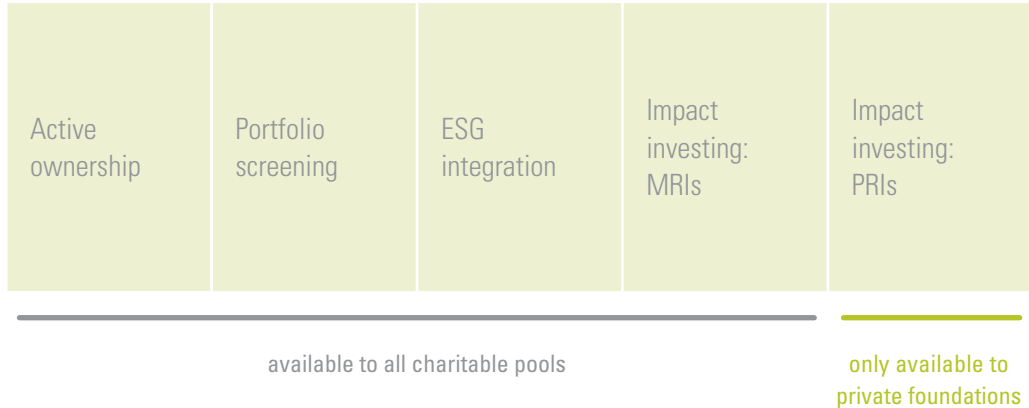 Active
ownership
Portfolio
screening
ESG
integration
Impact
investing:
MRIs
Impact
investing:
PRIs
available to all charitable pools
only available to
private foundations